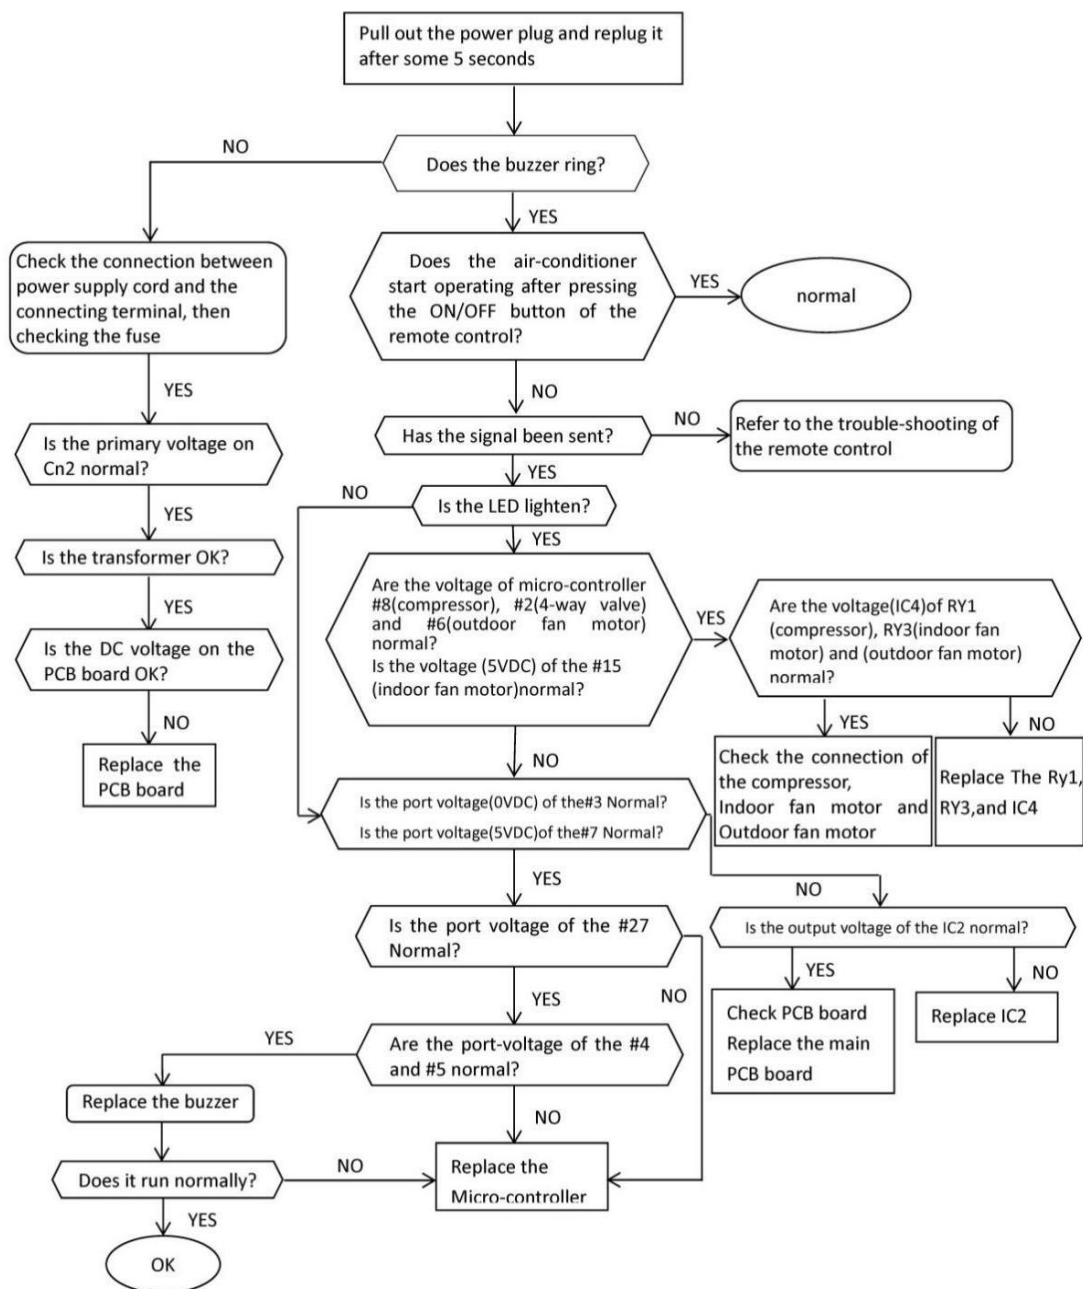 Pull out the power plug and replug it
after some 5 seconds
NO
Does the buzzer ring?
YES
Check the connection between
power supply cord and the
connecting terminal, then
checking the fuse
Does the air-conditioner
start operating after pressing
the ON/OFF button of the
remote control?
YES
normal
YES
NO
Is the primary voltage on
Cn2 normal?
Has the signal been sent?
NO
Refer to the trouble-shooting of
the remote control
YES
NO
Is the LED lighten?
YES
YES
Is the transformer OK?
Are the voltage of micro-controller
#8(compressor), #2(4-way valve)
and #6(outdoor fan motor)
normal?
Is the voltage (5VDC) of the #15
(indoor fan motor)normal?
YES
Are the voltage(IC4)of RY1
(compressor), RY3(indoor fan
motor) and (outdoor fan motor)
normal?
YES
Is the DC voltage on the
PCB board OK?
NO
YES
NO
Replace the
PCB board
NO
Check the connection of
the compressor,
Indoor fan motor and
Outdoor fan motor
Replace The Ry1,
RY3,and IC4
Is the port voltage(0VDC) of the#3 Normal?
Is the port voltage(5VDC)of the#7 Normal?
YES
NO
Is the port voltage of the #27
Normal?
Is the output voltage of the IC2 normal?
YES
NO
YES
NO
Check PCB board
Replace the main
PCB board
Replace IC2
YES
Are the port-voltage of the #4
and #5 normal?
Replace the buzzer
NO
Does it run normally?
NO
Replace the
Micro-controller
YES
OK